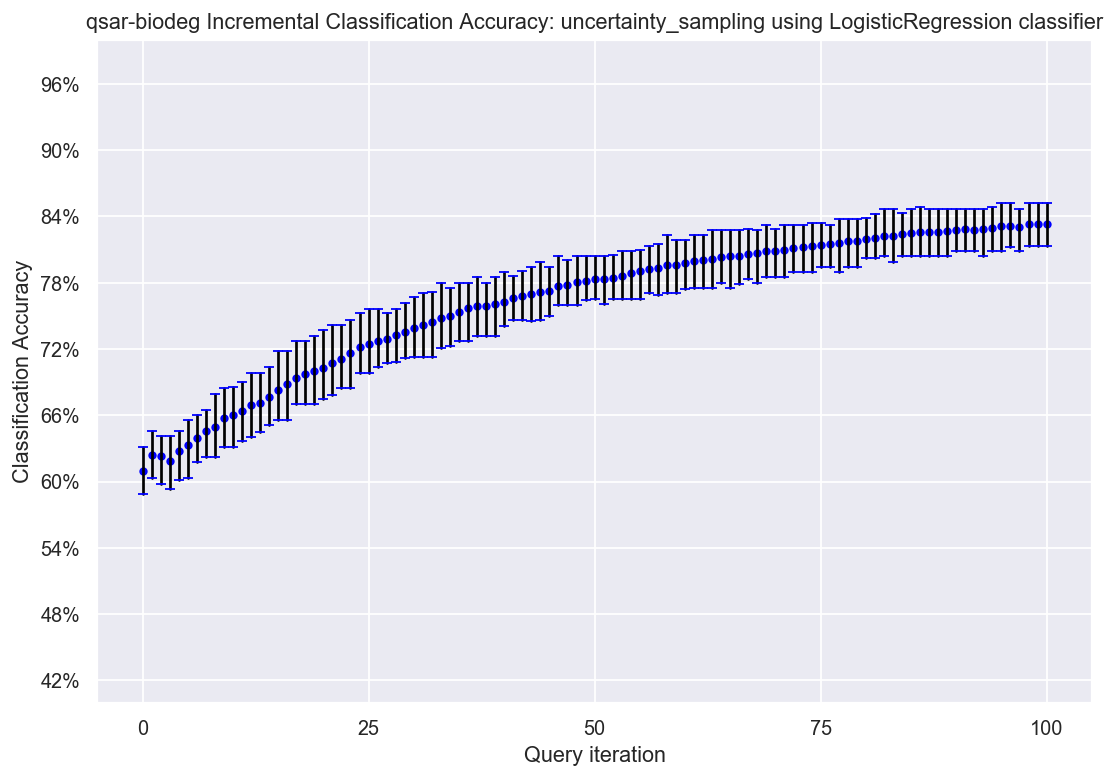 qsar-biodeg Incremental Classification Accuracy: uncertainty_sampling using LogisticRegression classifier
96%
90%
84%
78%
72%
66%
60%
54%
48%
42%
Classification Accuracy
0 25 50 75 100
Query iteration